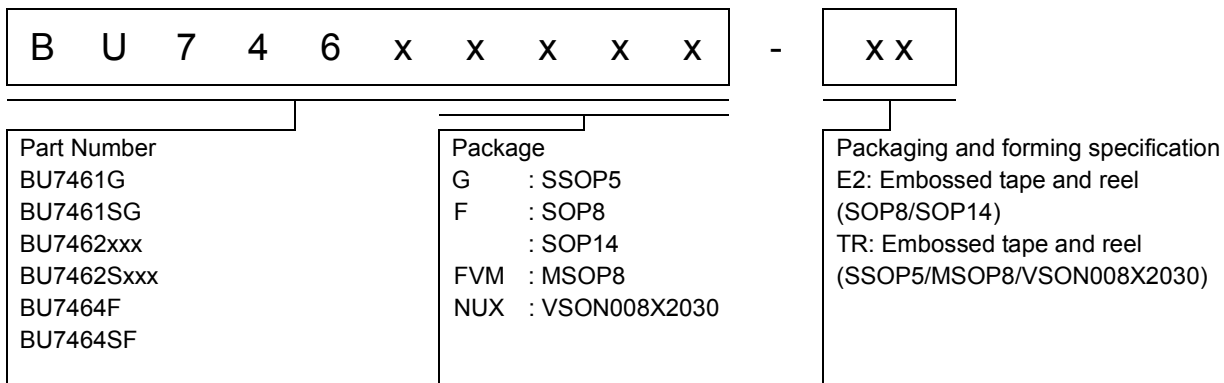 B U 7 4 6 x x x x x - x x
Part Number
BU7461G
BU7461SG
BU7462xxx
BU7462Sxxx
BU7464F
BU7464SF
Package
G : SSOP5
F : SOP8
: SOP14
FVM : MSOP8
NUX : VSON008X2030
Packaging and forming specification
E2: Embossed tape and reel
(SOP8/SOP14)
TR: Embossed tape and reel
(SSOP5/MSOP8/VSON008X2030)